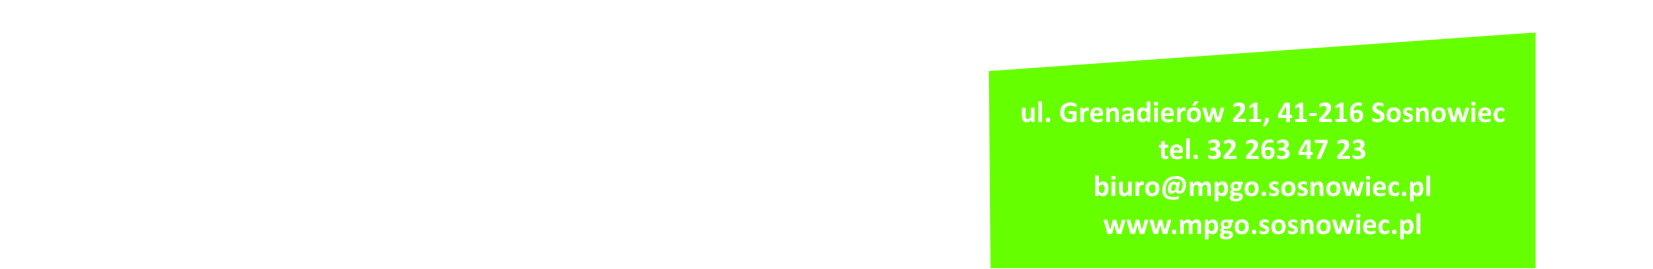 ul. Grenadierów 21, 41-216 Sosnowiec
tel. 32 263 47 23
biuro@mpgo.sosnowiec.pl
www.mpgo.sosnowiec.pl